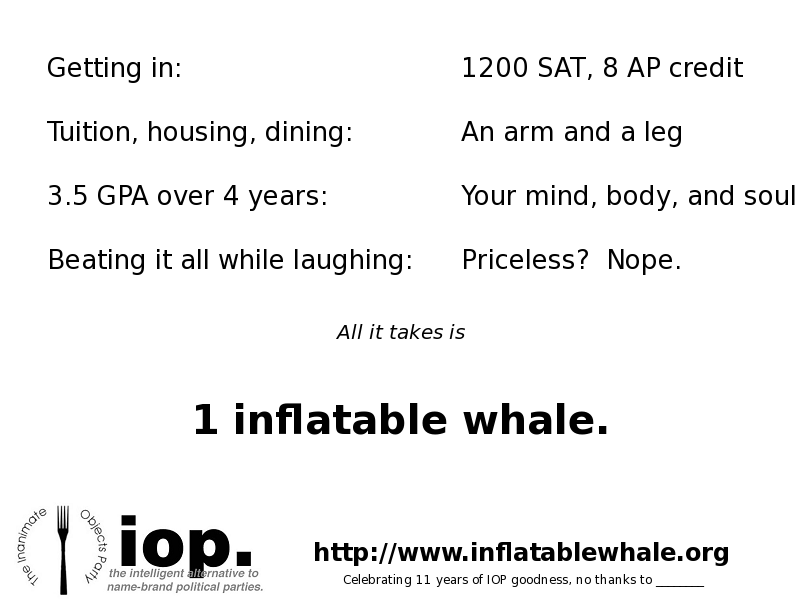 Getting in: 1200 SAT, 8 AP credit
Tuition, housing, dining: An arm and a leg
3.5 GPA over 4 years: Your mind, body, and soul
Beating it all while laughing: Priceless?  Nope.
All it takes is
1 inflatable whale.
The Inanimate Objects Party
iop.
the intelligent alternative to
name-brand political parties.
http://www.inflatablewhale.org
Celebrating 11 years of IOP goodness, no thanks to ________